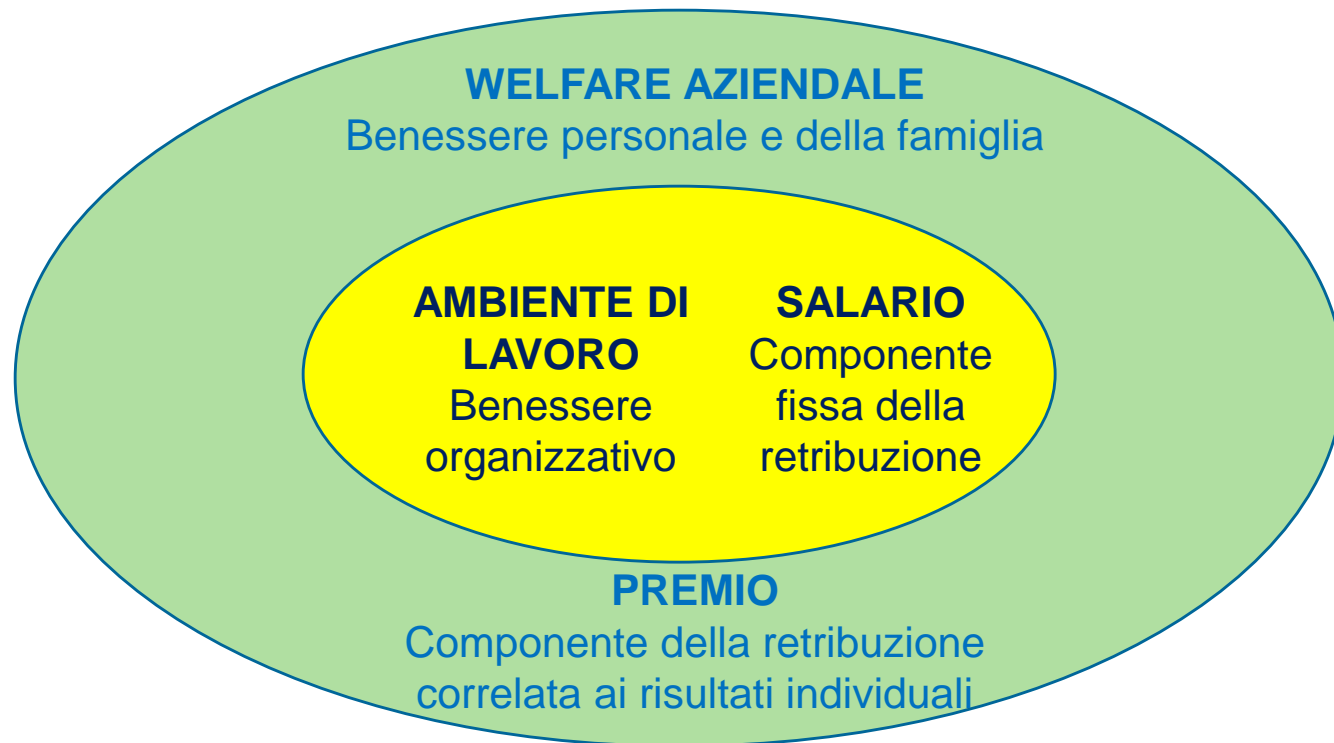 WELFARE AZIENDALE
Benessere personale e della famiglia
AMBIENTE DI
LAVORO
Benessere
organizzativo
SALARIO
Componente
fissa della
retribuzione
PREMIO
Componente della retribuzione
correlata ai risultati individuali